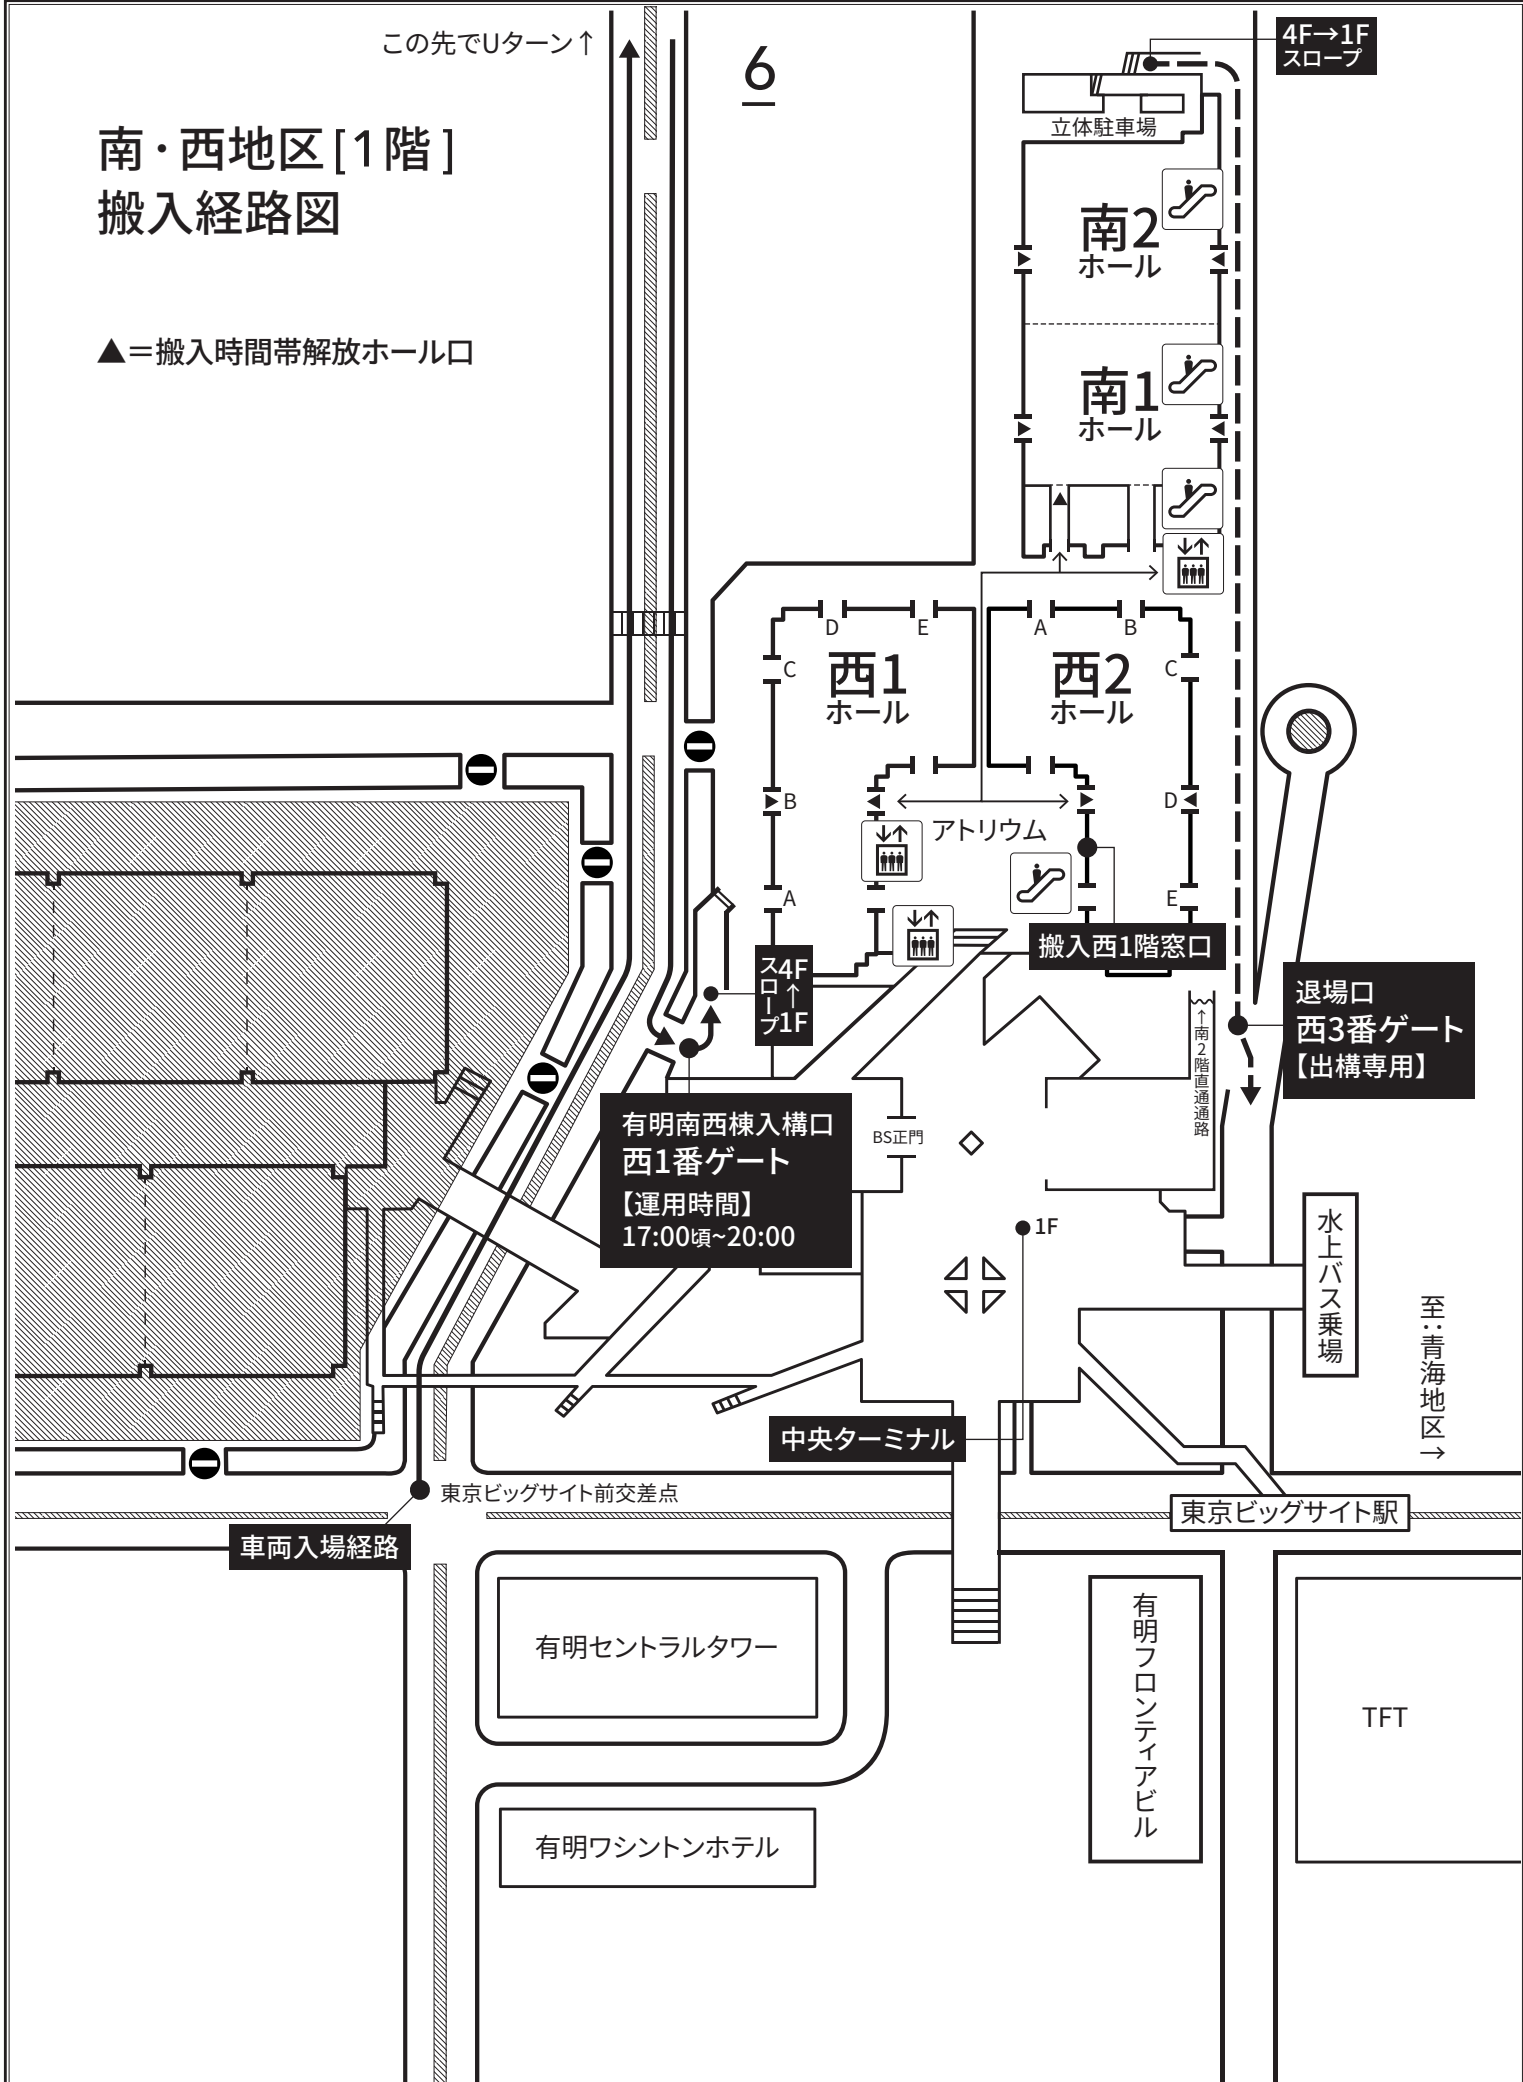 この先でUターン↑
6
4F→1F
スロープ
南・西地区[1階]
搬入経路図
立体駐車場
南2
ホール
▲＝搬入時間帯解放ホール口
南1
ホール
D
E
A
B
C
西1
ホール
西2
ホール
C
B
アトリウム
D
A
E
搬入西1階窓口
スロープ
4F
↑
1F
退場口
西3番ゲート
【出構専用】
↑南2階直通通路
有明南西棟入構口
西1番ゲート
【運用時間】
17:00頃~20:00
BS正門
1F
水上バス乗場
至：青海地区→
中央ターミナル
東京ビッグサイト前交差点
東京ビッグサイト駅
車両入場経路
有明セントラルタワー
有明フロンティアビル
TFT
有明ワシントンホテル